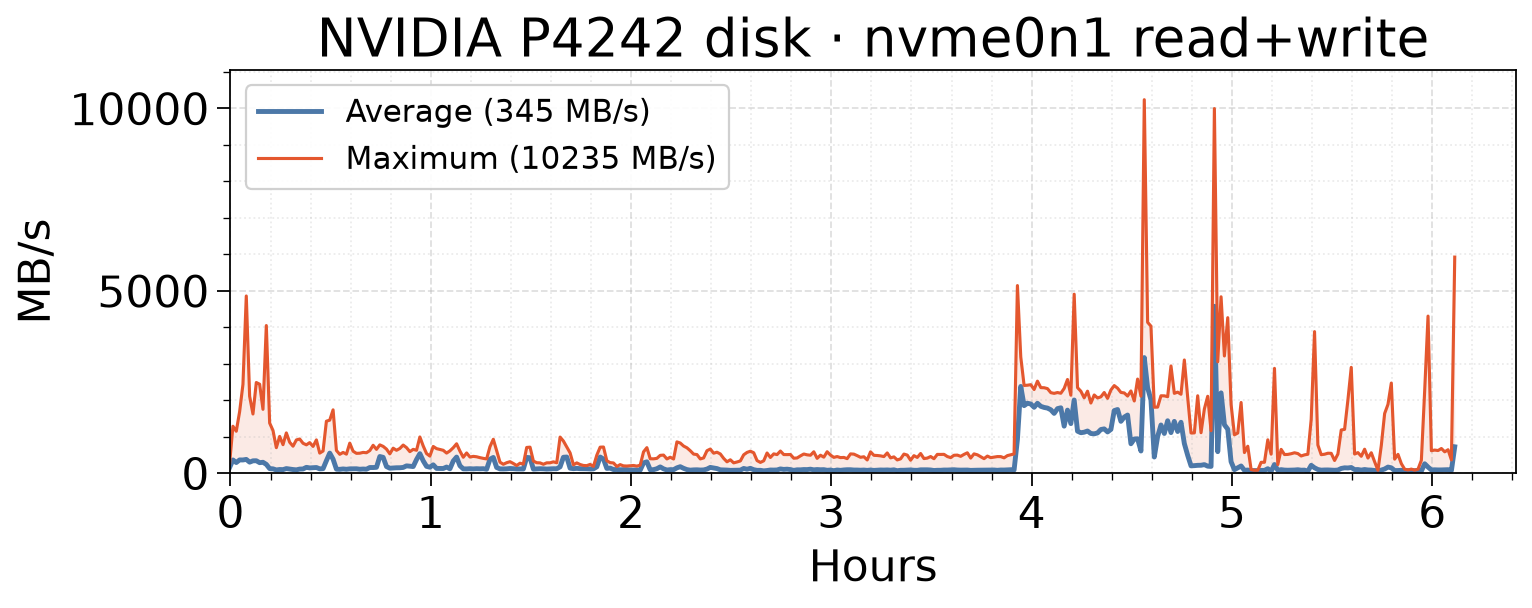 NVIDIA P4242 disk · nvme0n1 read+write
MB/s
10000
5000
0
Average (345 MB/s)
Maximum (10235 MB/s)
0 1 2 3 4 5 6
Hours